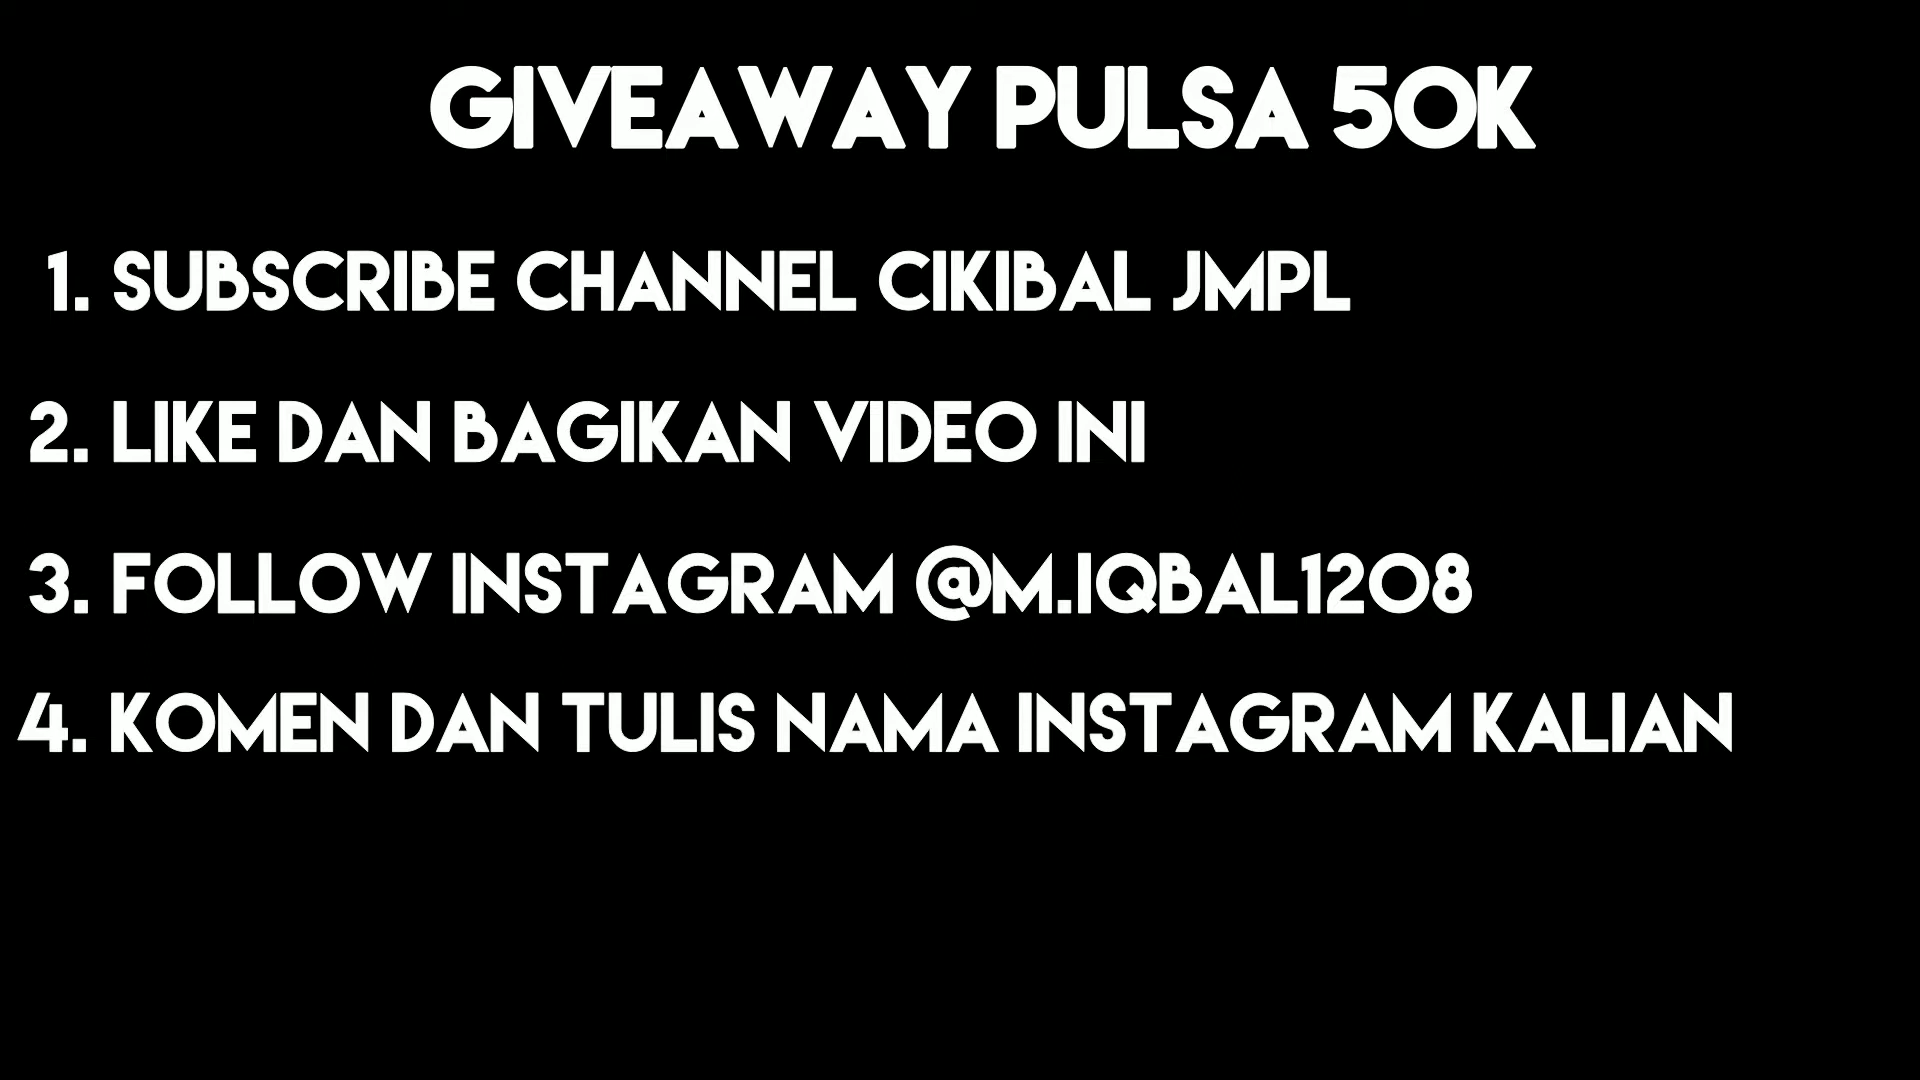 GIVEAWAY PULSA 50K
1. SUBSCRIBE CHANNEL CIKIBAL JMPL
2. LIKE DAN BAGIKAN VIDEO INI
3. FOLLOW INSTAGRAM @M.IQBAL1208
4. KOMEN DAN TULIS NAMA INSTAGRAM KALIAN